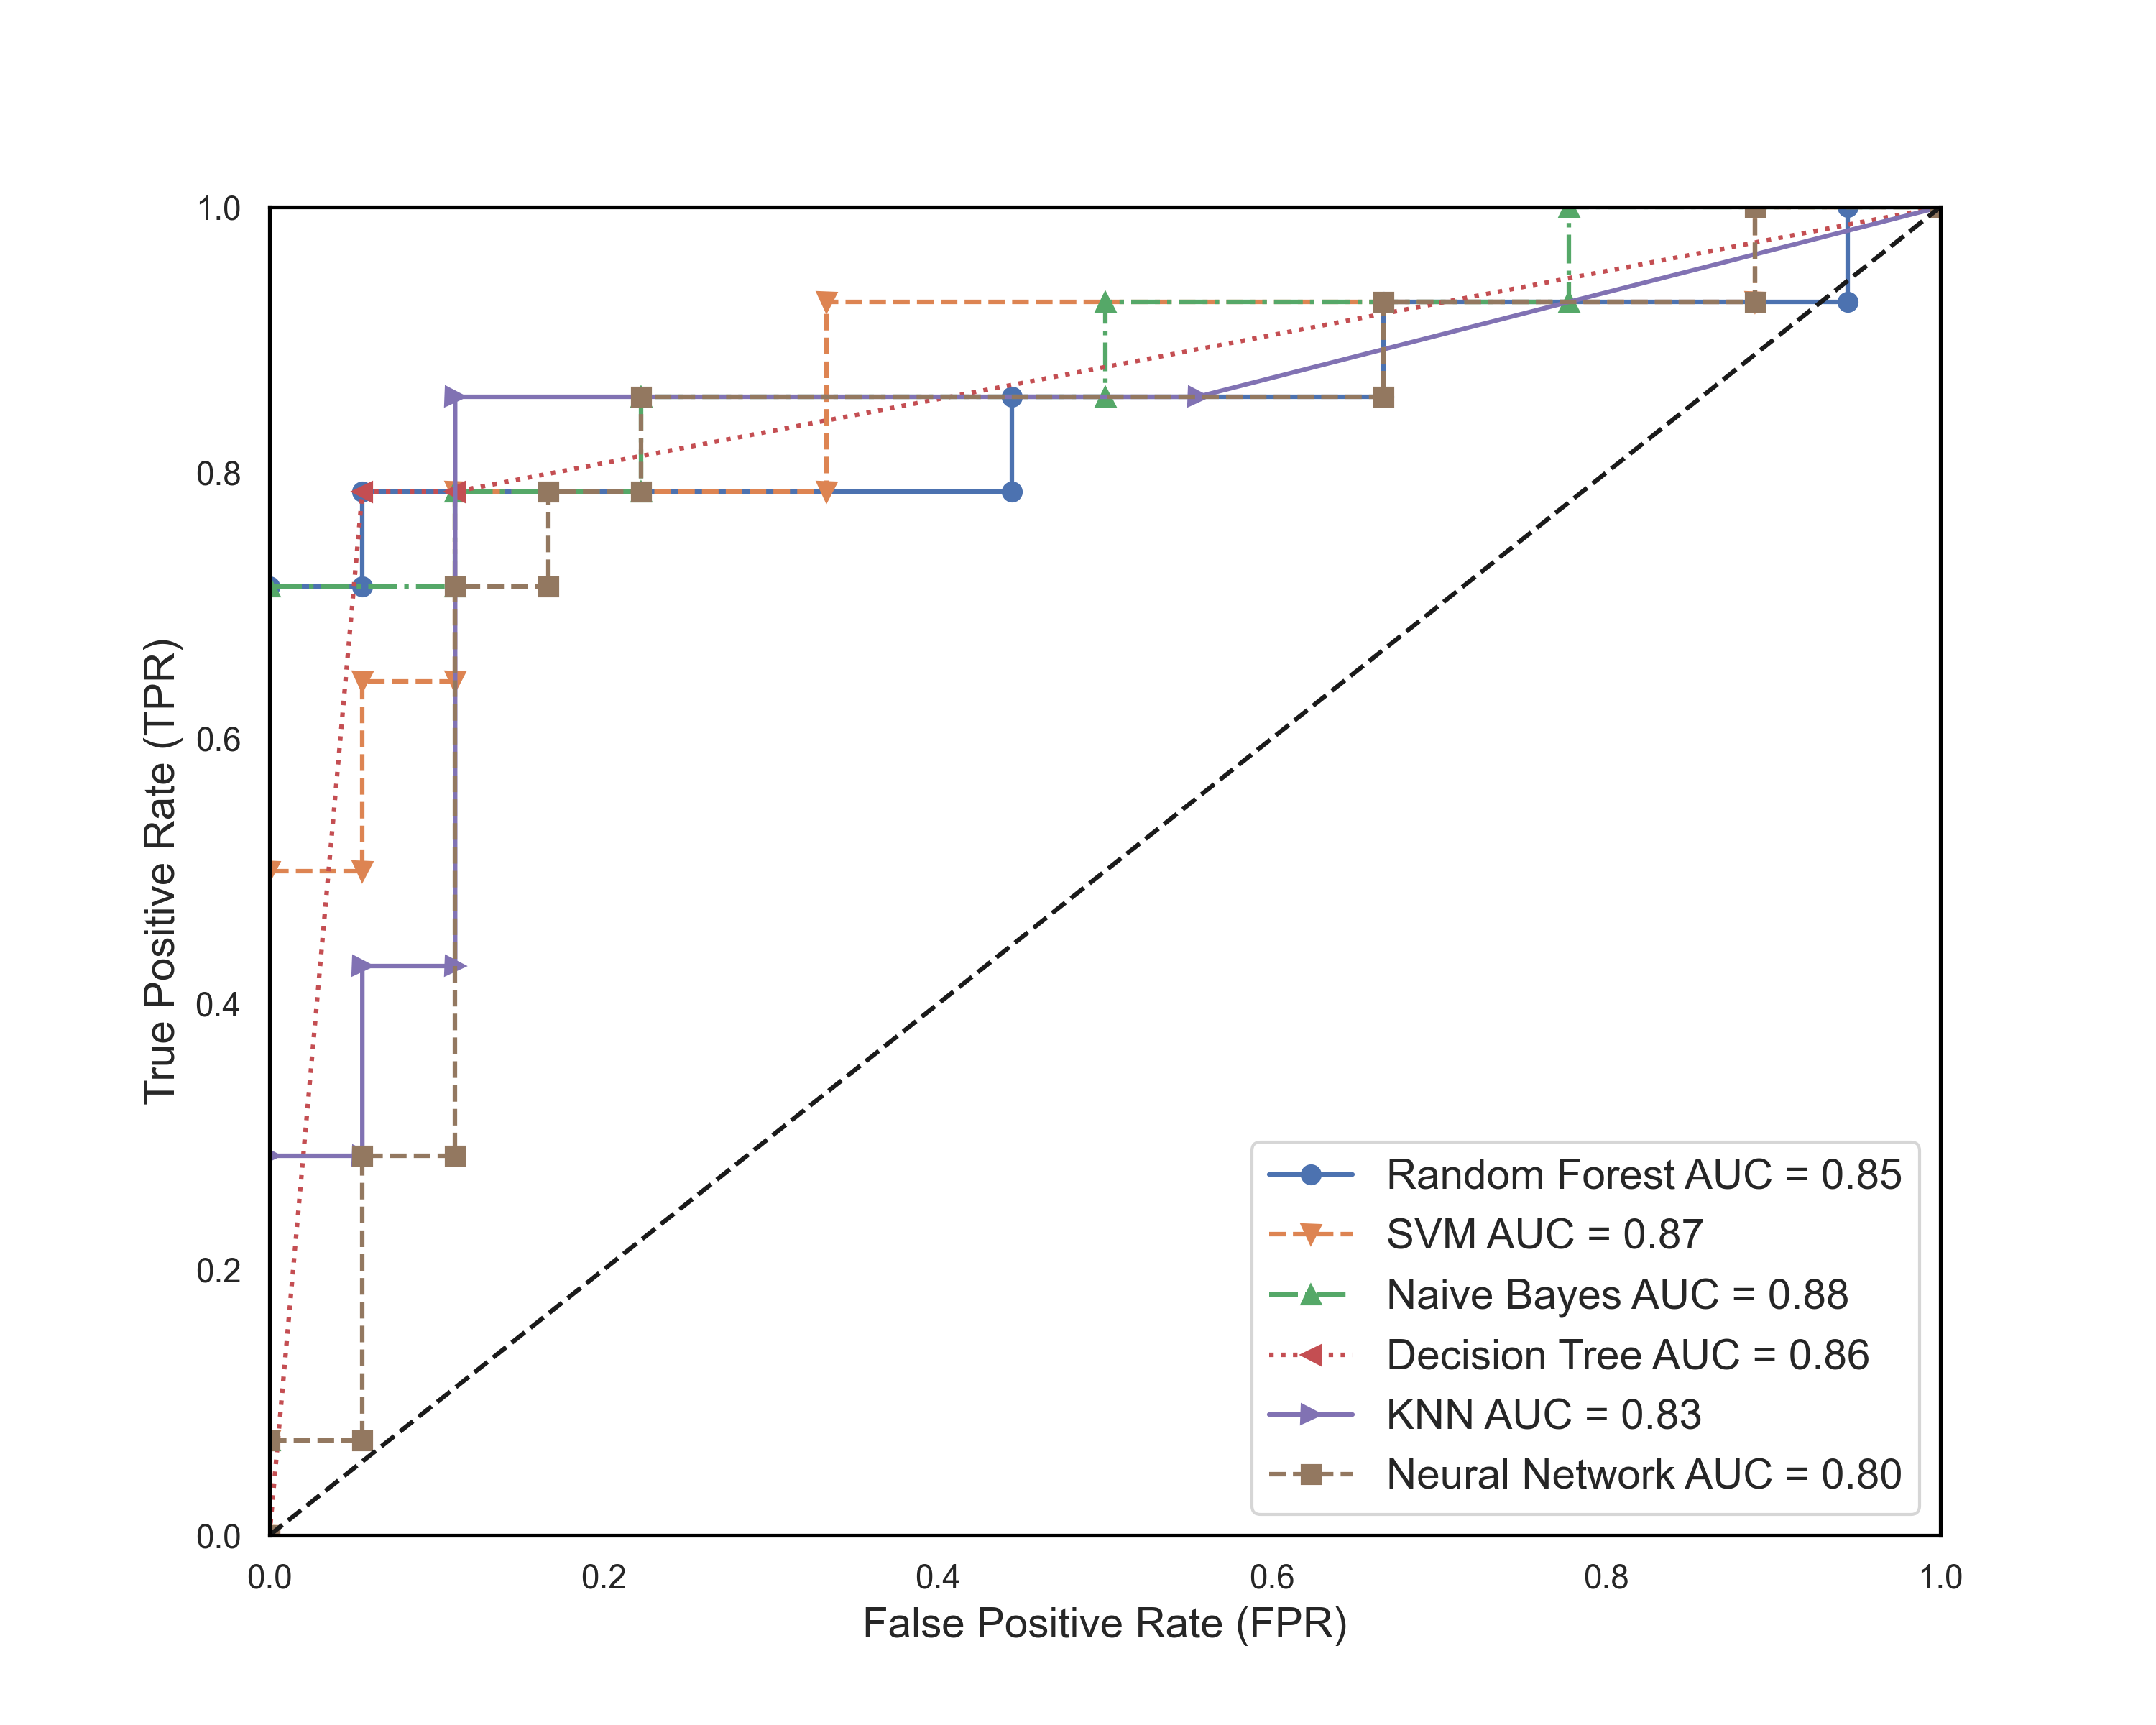 1.0
0.8
0.6
0.4
0.2
0.0
True Positive Rate (TPR)
0.0 0.2 0.4 0.6 0.8 1.0
False Positive Rate (FPR)
Random Forest AUC = 0.85
SVM AUC = 0.87
Naive Bayes AUC = 0.88
Decision Tree AUC = 0.86
KNN AUC = 0.83
Neural Network AUC = 0.80